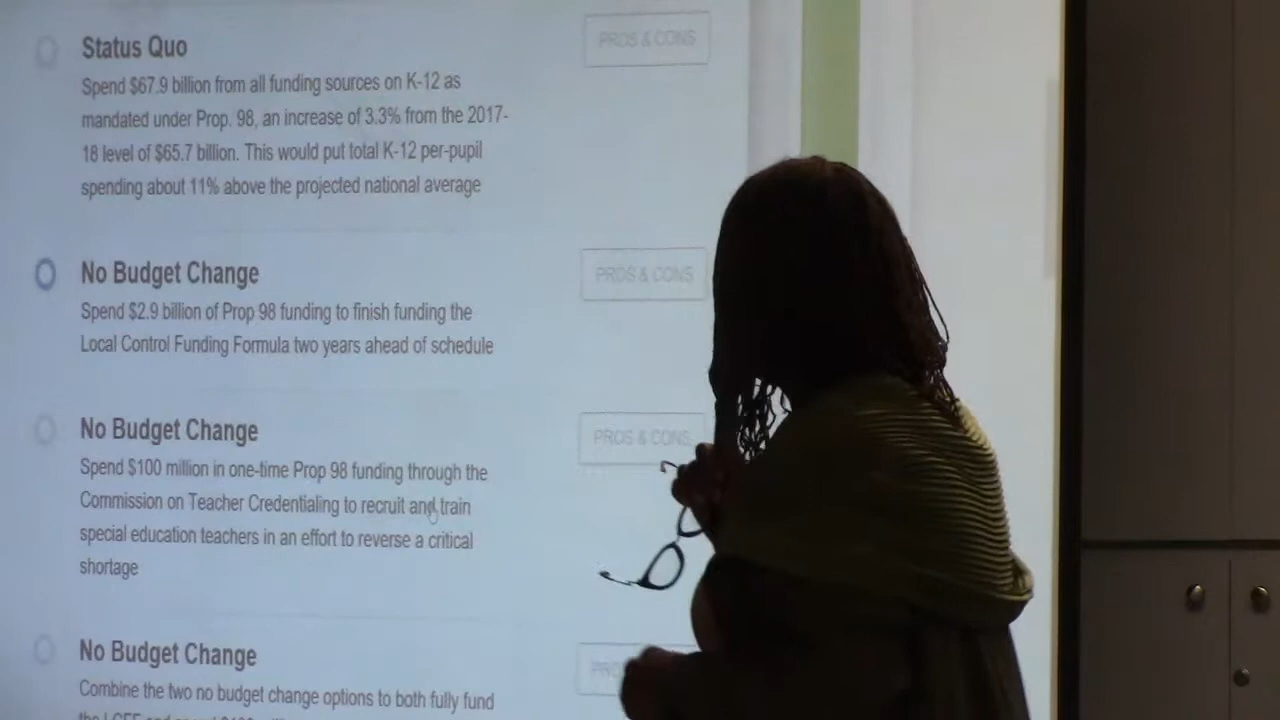 Status Quo
PROS & CONS
Spend $67.9 billion from all funding sources on K-12 as
mandated under Prop. 98, an increase of 3.3% from the 2017-
18 level of $65.7 billion. This would put total K-12 per-pupil
spending about 11% above the projected national average
No Budget Change
PROS & CONS
Spend $2.9 billion of Prop 98 funding to finish funding the
Local Control Funding Formula two years ahead of schedule
No Budget Change
PROS & CONS
Spend $100 million in one-time Prop 98 funding through the
Commission on Teacher Credentialing to recruit and train
special education teachers in an effort to reverse a critical
shortage
No Budget Change
Combine the two no budget change options to both fully fund
the LCFF and